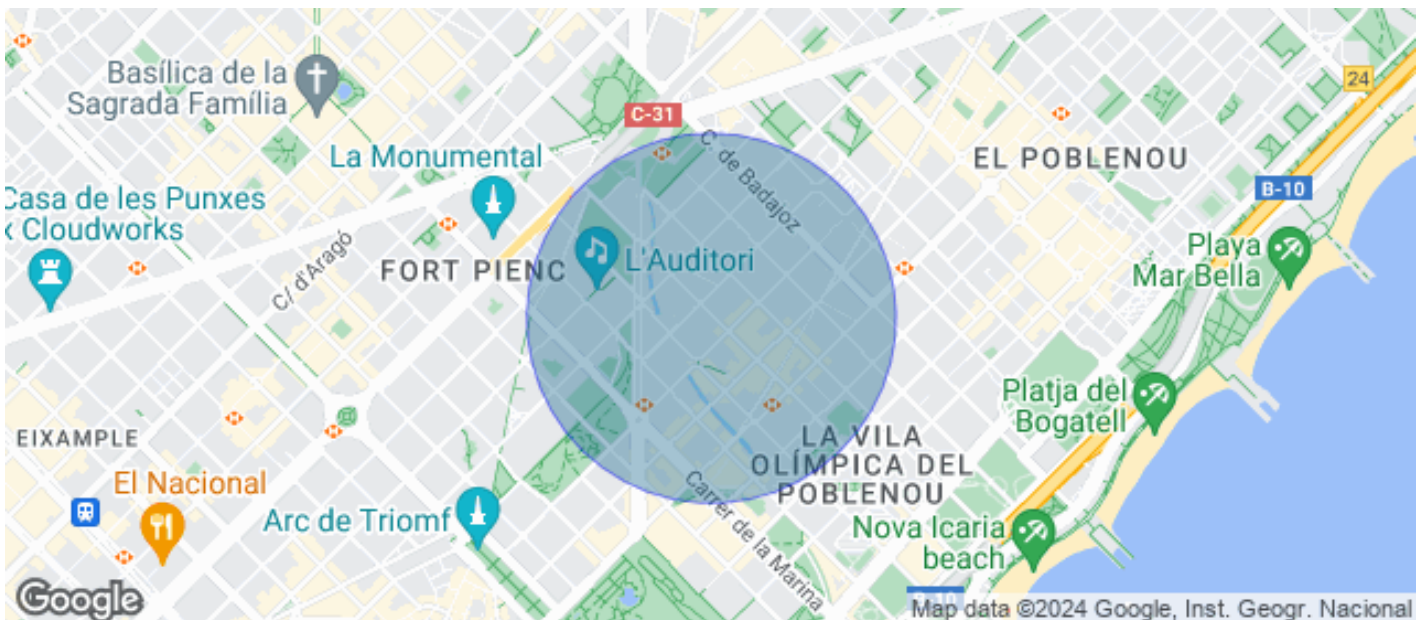 Basílica de la
Sagrada Família
24
C-31
La Monumental
C. de Badajoz
EL POBLENOU
B-10
Casa de les Punxes
x Cloudworks
C/ d'Aragó
FORT PIENC
L'Auditori
Playa
Mar Bella
Platja del
Bogatell
EIXAMPLE
LA VILA
OLÍMPICA DEL
POBLENOU
El Nacional
Arc de Triomf
Carrer de la Marina
Nova Icaria
beach
B-10
Google
Map data ©2024 Google, Inst. Geogr. Nacional